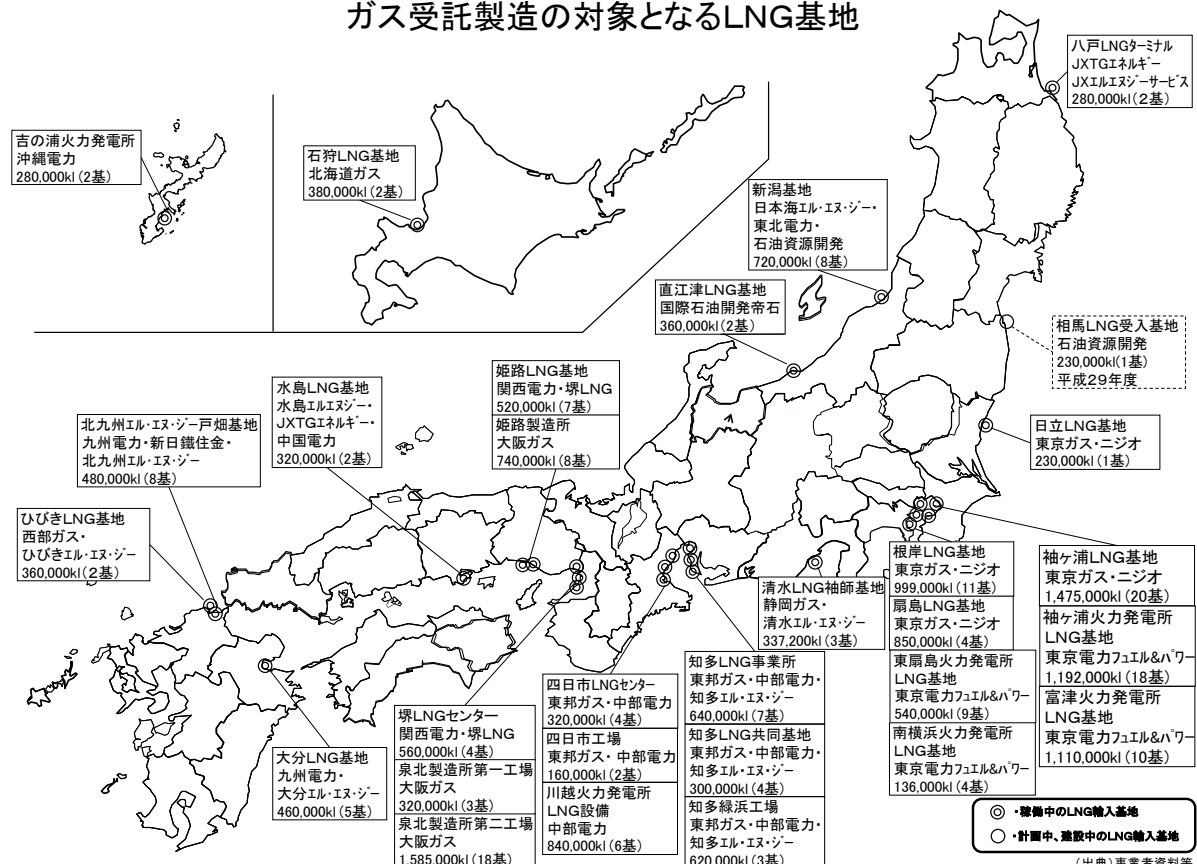 ガス受託製造の対象となるLNG基地
八戸LNGターミナル
JXTGエネルギー
JXエルエヌジーサービス
280,000kl(2基)
吉の浦火力発電所
沖縄電力
280,000kl(2基)
石狩LNG基地
北海道ガス
380,000kl(2基)
新潟基地
日本海エル・エヌ・ジー・
東北電力・
石油資源開発
720,000kl(8基)
直江津LNG基地
国際石油開発帝石
360,000kl(2基)
相馬LNG受入基地
石油資源開発
230,000kl(1基)
平成29年度
姫路LNG基地
関西電力・堺LNG
520,000kl(7基)
姫路製造所
大阪ガス
740,000kl(8基)
水島LNG基地
水島エルエヌジー・
JXTGエネルギー・
中国電力
320,000kl(2基)
北九州エル・エヌ・ジー戸畑基地
九州電力・新日鐵住金・
北九州エル・エヌ・ジー
480,000kl(8基)
日立LNG基地
東京ガス・ニジオ
230,000kl(1基)
ひびきLNG基地
西部ガス・
ひびきエル・エヌ・ジー
360,000kl(2基)
根岸LNG基地
東京ガス・ニジオ
999,000kl(11基)
扇島LNG基地
東京ガス・ニジオ
850,000kl(4基)
東扇島火力発電所
LNG基地
東京電力フュエル&パワー
540,000kl(9基)
南横浜火力発電所
LNG基地
東京電力フュエル&パワー
136,000kl(4基)
袖ヶ浦LNG基地
東京ガス・ニジオ
1,475,000kl(20基)
袖ヶ浦火力発電所
LNG基地
東京電力フュエル&パワー
1,192,000kl(18基)
富津火力発電所
LNG基地
東京電力フュエル&パワー
1,110,000kl(10基)
清水LNG袖師基地
静岡ガス・
清水エル・エヌ・ジー
337,200kl(3基)
知多LNG事業所
東邦ガス・中部電力・
知多エル・エヌ・ジー
640,000kl(7基)
知多LNG共同基地
東邦ガス・中部電力・
知多エル・エヌ・ジー
300,000kl(4基)
知多緑浜工場
東邦ガス・中部電力・
知多エル・エヌ・ジー
620,000kl(3基)
四日市LNGセンター
東邦ガス・中部電力
320,000kl(4基)
四日市工場
東邦ガス・中部電力
160,000kl(2基)
川越火力発電所
LNG設備
中部電力
840,000kl(6基)
堺LNGセンター
関西電力・堺LNG
560,000kl(4基)
泉北製造所第一工場
大阪ガス
320,000kl(3基)
泉北製造所第二工場
大阪ガス
1,585,000kl(18基)
大分LNG基地
九州電力・
大分エル・エヌ・ジー
460,000kl(5基)
◎・稼働中のLNG輸入基地
○・計画中、建設中のLNG輸入基地
(出典)事業者資料等